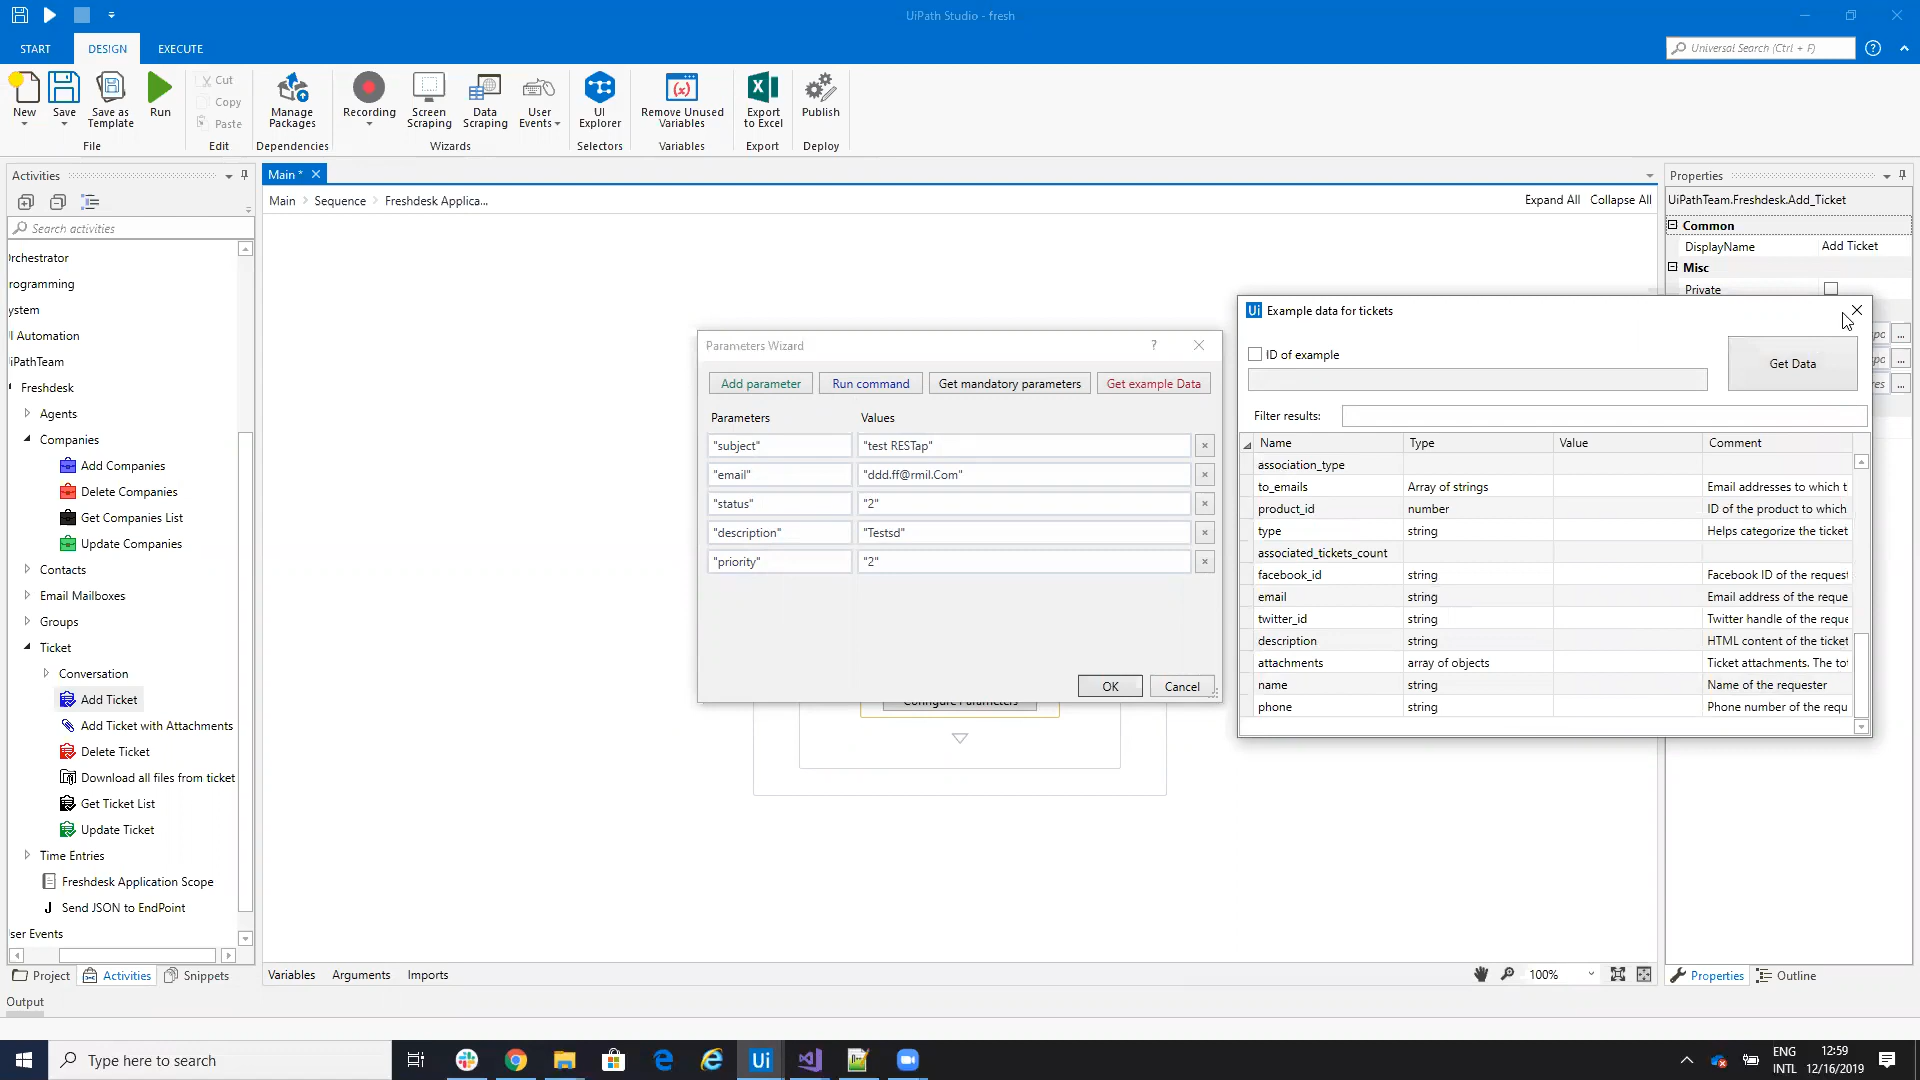 UiPath Studio - fresh
START
DESIGN
EXECUTE
Universal Search (Ctrl + F)
New
Save
Save as
Template
Run
Cut
Copy
Paste
Manage
Packages
Recording
Screen
Scraping
Data
Scraping
User
Events
UI
Explorer
Remove Unused
Variables
Export
to Excel
Publish
File
Edit
Dependencies
Wizards
Selectors
Variables
Export
Deploy
Activities
Search activities
rchestrator
rogramming
ystem
I Automation
iPathTeam
Freshdesk
Agents
Companies
Add Companies
Delete Companies
Get Companies List
Update Companies
Contacts
Email Mailboxes
Groups
Ticket
Conversation
Add Ticket
Add Ticket with Attachments
Delete Ticket
Download all files from ticket
Get Ticket List
Update Ticket
Time Entries
Freshdesk Application Scope
Send JSON to EndPoint
ser Events
Project
Activities
Snippets
Output
Main *
Main > Sequence > Freshdesk Applica...
Expand All
Collapse All
Parameters Wizard
?
Add parameter
Run command
Get mandatory parameters
Get example Data
Parameters Values
"subject" "test RESTap"
"email" "ddd.ff@rmil.Com"
"status" "2"
"description" "Testsd"
"priority" "2"
OK
Cancel
Configure Parameters
Ui Example data for tickets
ID of example
Get Data
Filter results:
Name Type Value Comment
association_type
to_emails Array of strings Email addresses to which t
product_id number ID of the product to which
type string Helps categorize the ticket
associated_tickets_count
facebook_id string Facebook ID of the request
email string Email address of the reque
twitter_id string Twitter handle of the reque
description string HTML content of the ticket
attachments array of objects Ticket attachments. The to
name string Name of the requester
phone string Phone number of the requ
Properties
UiPathTeam.Freshdesk.Add_Ticket
Common
DisplayName Add Ticket
Misc
Private
...
...
...
Variables
Arguments
Imports
100%
Properties
Outline
Type here to search
Ui
ENG
INTL
12:59
12/16/2019